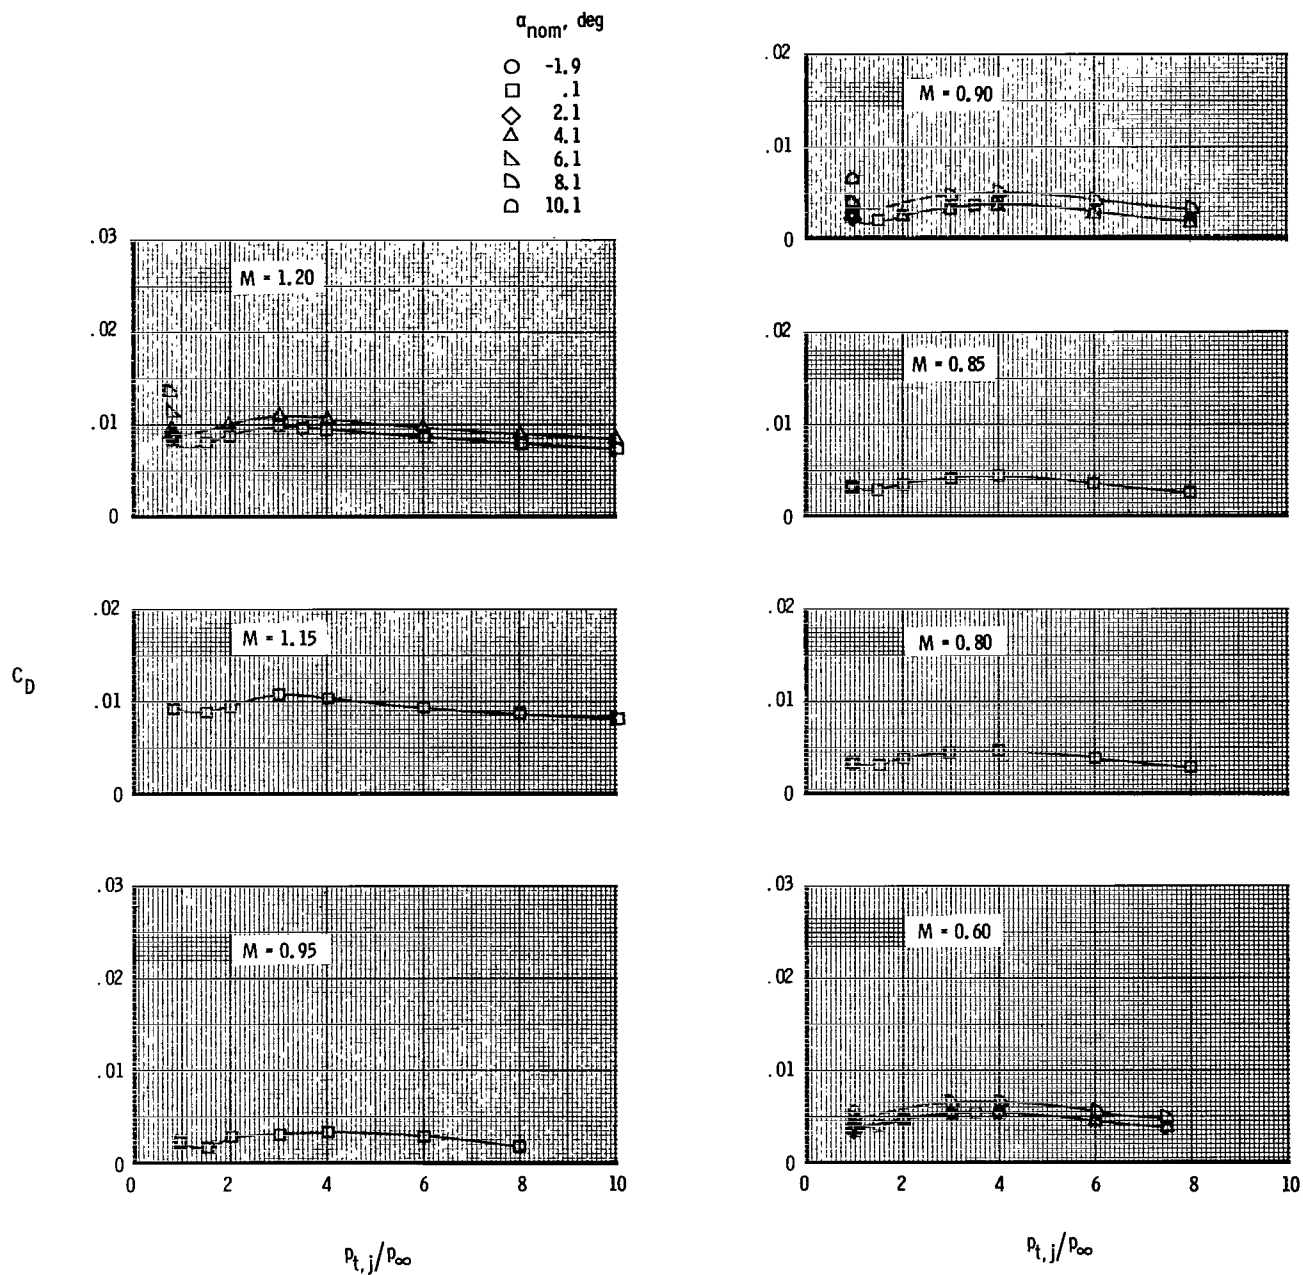 α_nom, deg
○ -1.9
□ .1
◇ 2.1
△ 4.1
6.1
8.1
10.1
.03
M = 1.20
.02
.01
0
.02
M = 1.15
C_D
.01
0
.03
M = 0.95
.02
.01
0
0 2 4 6 8 10
p_t,j/p_∞
.02
M = 0.90
.01
0
.02
M = 0.85
.01
0
.02
M = 0.80
.01
0
.03
M = 0.60
.02
.01
0
0 2 4 6 8 10
p_t,j/p_∞